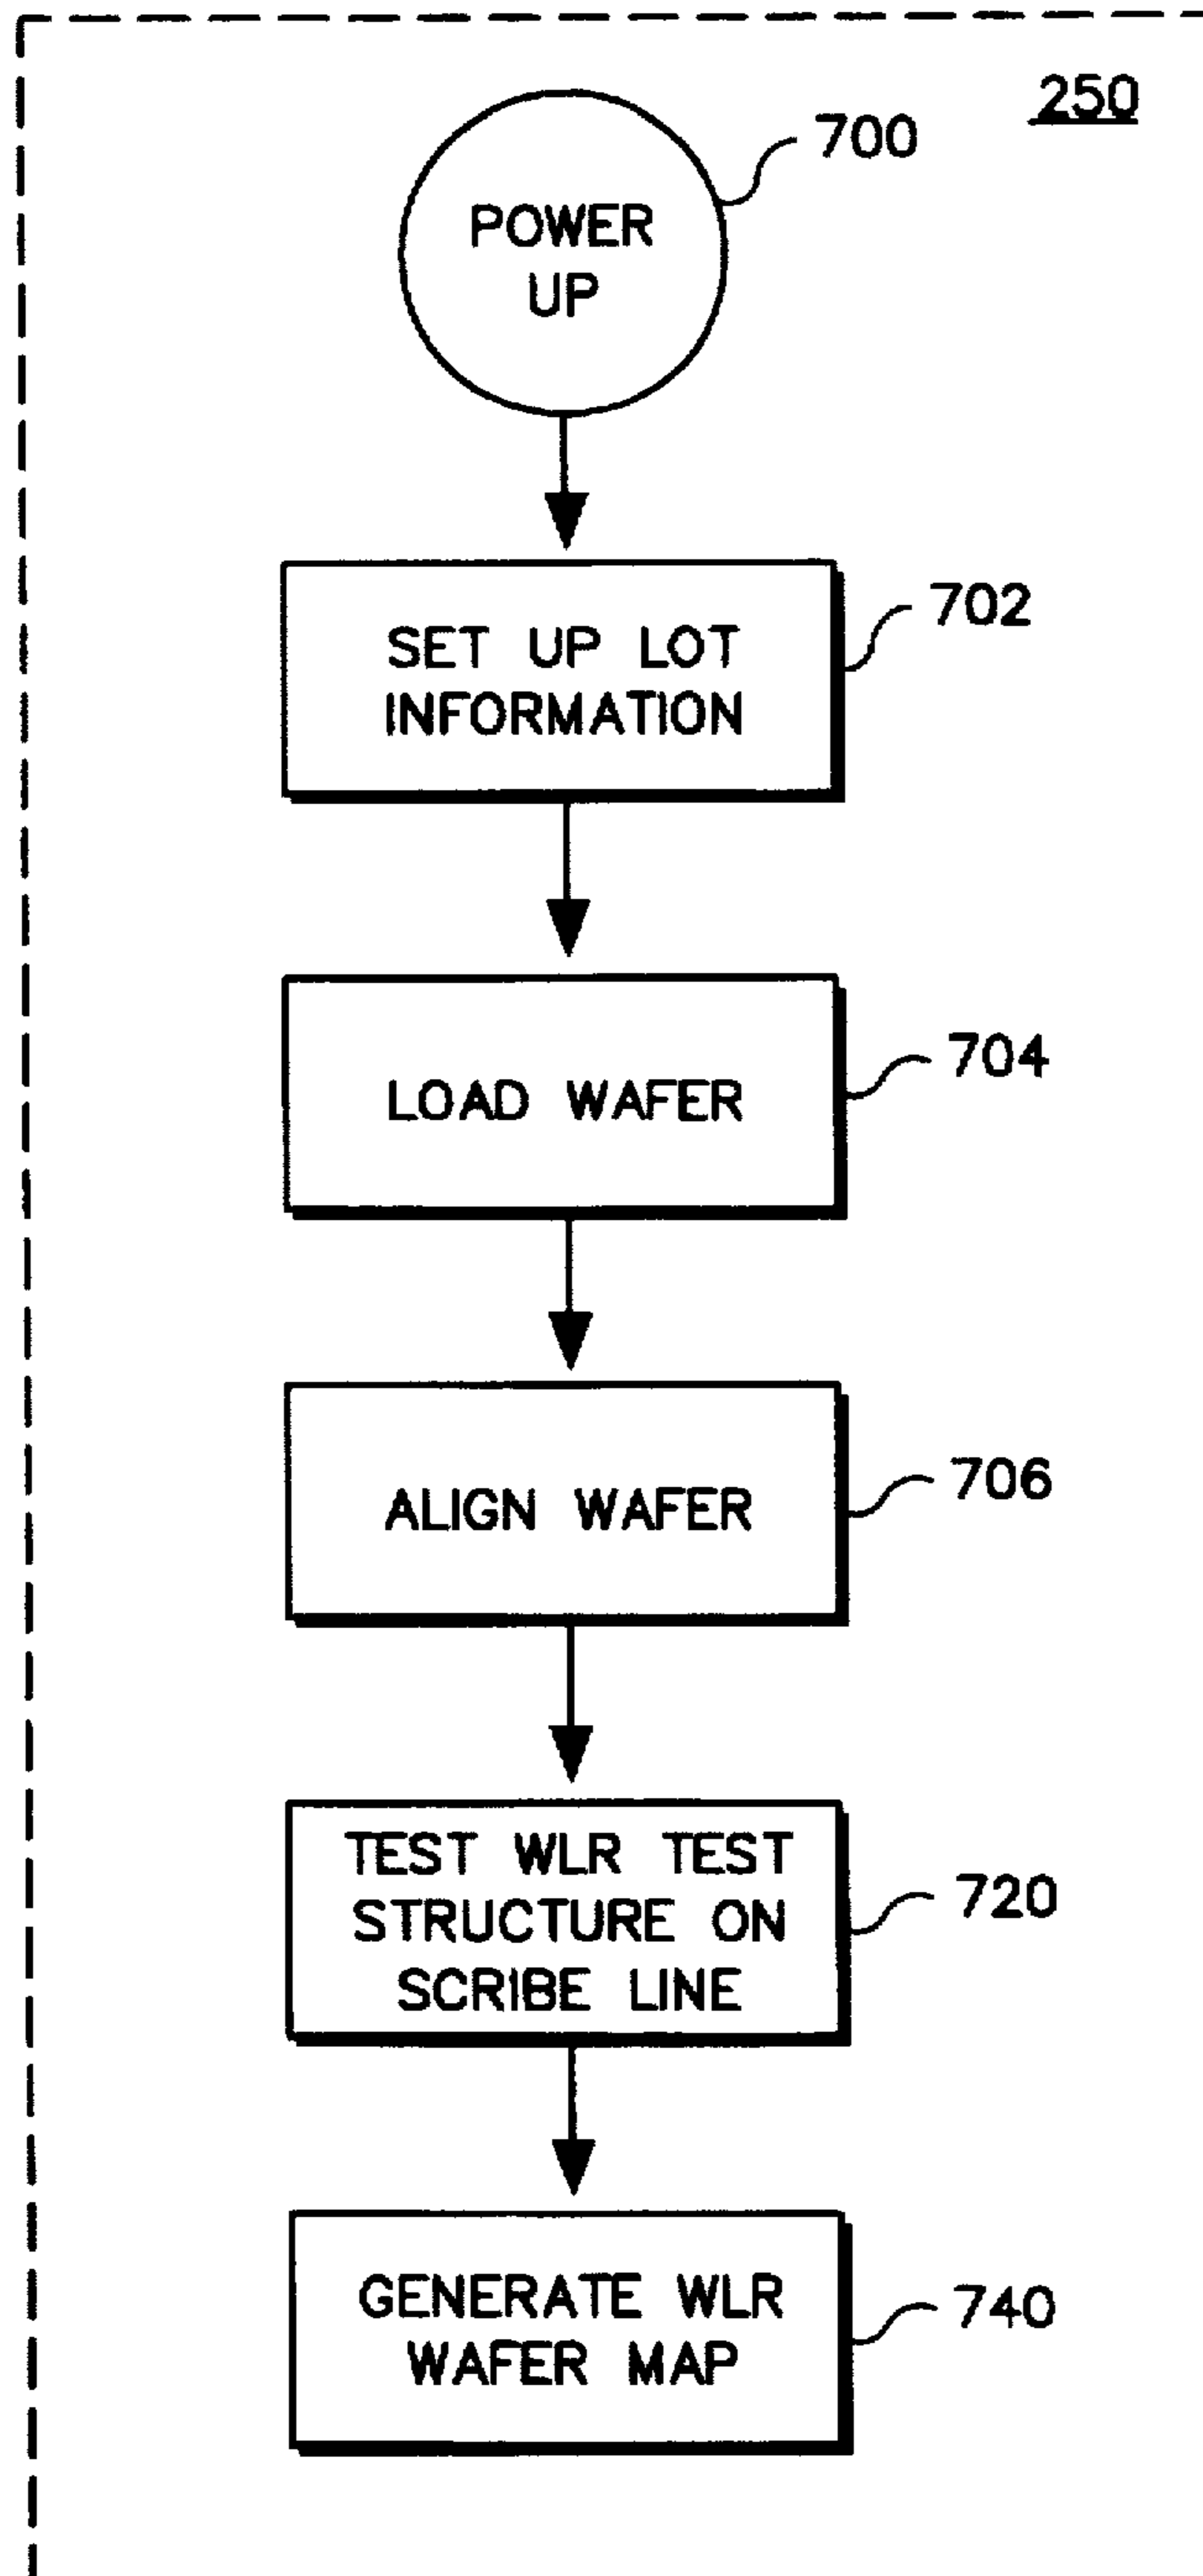 250
700
POWER
UP
702
SET UP LOT
INFORMATION
704
LOAD WAFER
706
ALIGN WAFER
720
TEST WLR TEST
STRUCTURE ON
SCRIBE LINE
740
GENERATE WLR
WAFER MAP